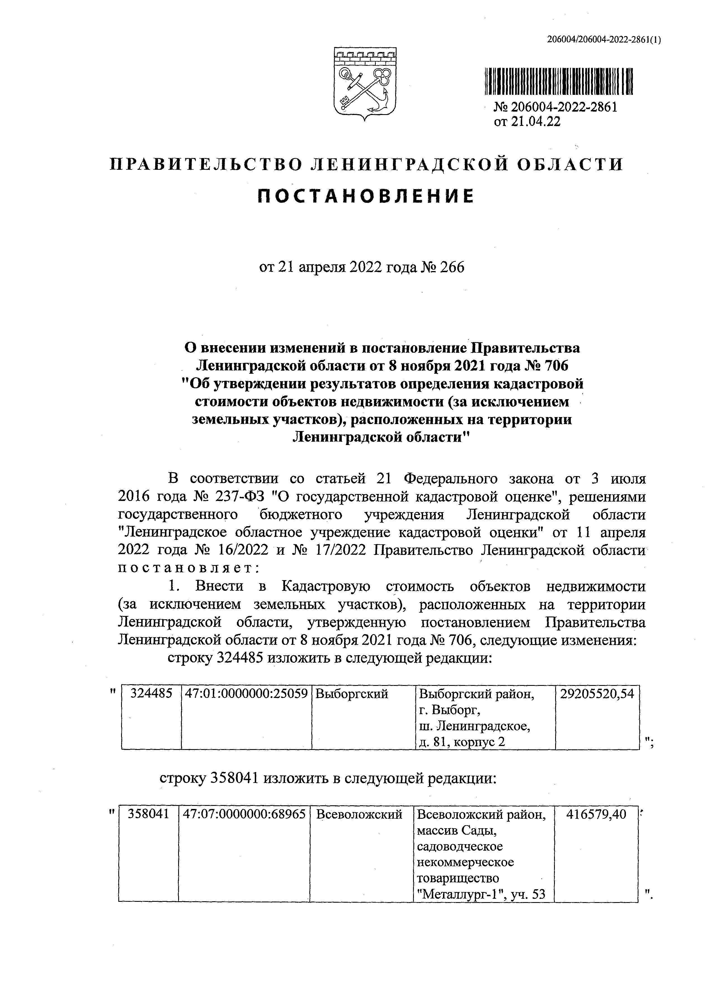 206004/206004-2022-2861(1)
№ 206004-2022-2861
от 21.04.22
ПРАВИТЕЛЬСТВО ЛЕНИНГРАДСКОЙ ОБЛАСТИ
ПОСТАНОВЛЕНИЕ
от 21 апреля 2022 года № 266
О внесении изменений в постановление Правительства
Ленинградской области от 8 ноября 2021 года № 706
"Об утверждении результатов определения кадастровой
стоимости объектов недвижимости (за исключением
земельных участков), расположенных на территории
Ленинградской области"
В соответствии со статьей 21 Федерального закона от 3 июля
2016 года № 237-ФЗ "О государственной кадастровой оценке", решениями
государственного бюджетного учреждения Ленинградской области
"Ленинградское областное учреждение кадастровой оценки" от 11 апреля
2022 года № 16/2022 и № 17/2022 Правительство Ленинградской области
п о с т а н о в л я е т :
1. Внести в Кадастровую стоимость объектов недвижимости
(за исключением земельных участков), расположенных на территории
Ленинградской области, утвержденную постановлением Правительства
Ленинградской области от 8 ноября 2021 года № 706, следующие изменения:
строку 324485 изложить в следующей редакции:
" 324485 47:01:0000000:25059 Выборгский Выборгский район, 29205520,54
г. Выборг,
ш. Ленинградское,
д. 81, корпус 2 ";
строку 358041 изложить в следующей редакции:
" 358041 47:07:0000000:68965 Всеволожский Всеволожский район, 416579,40
массив Сады,
садоводческое
некоммерческое
товарищество
"Металлург-1", уч. 53 ".